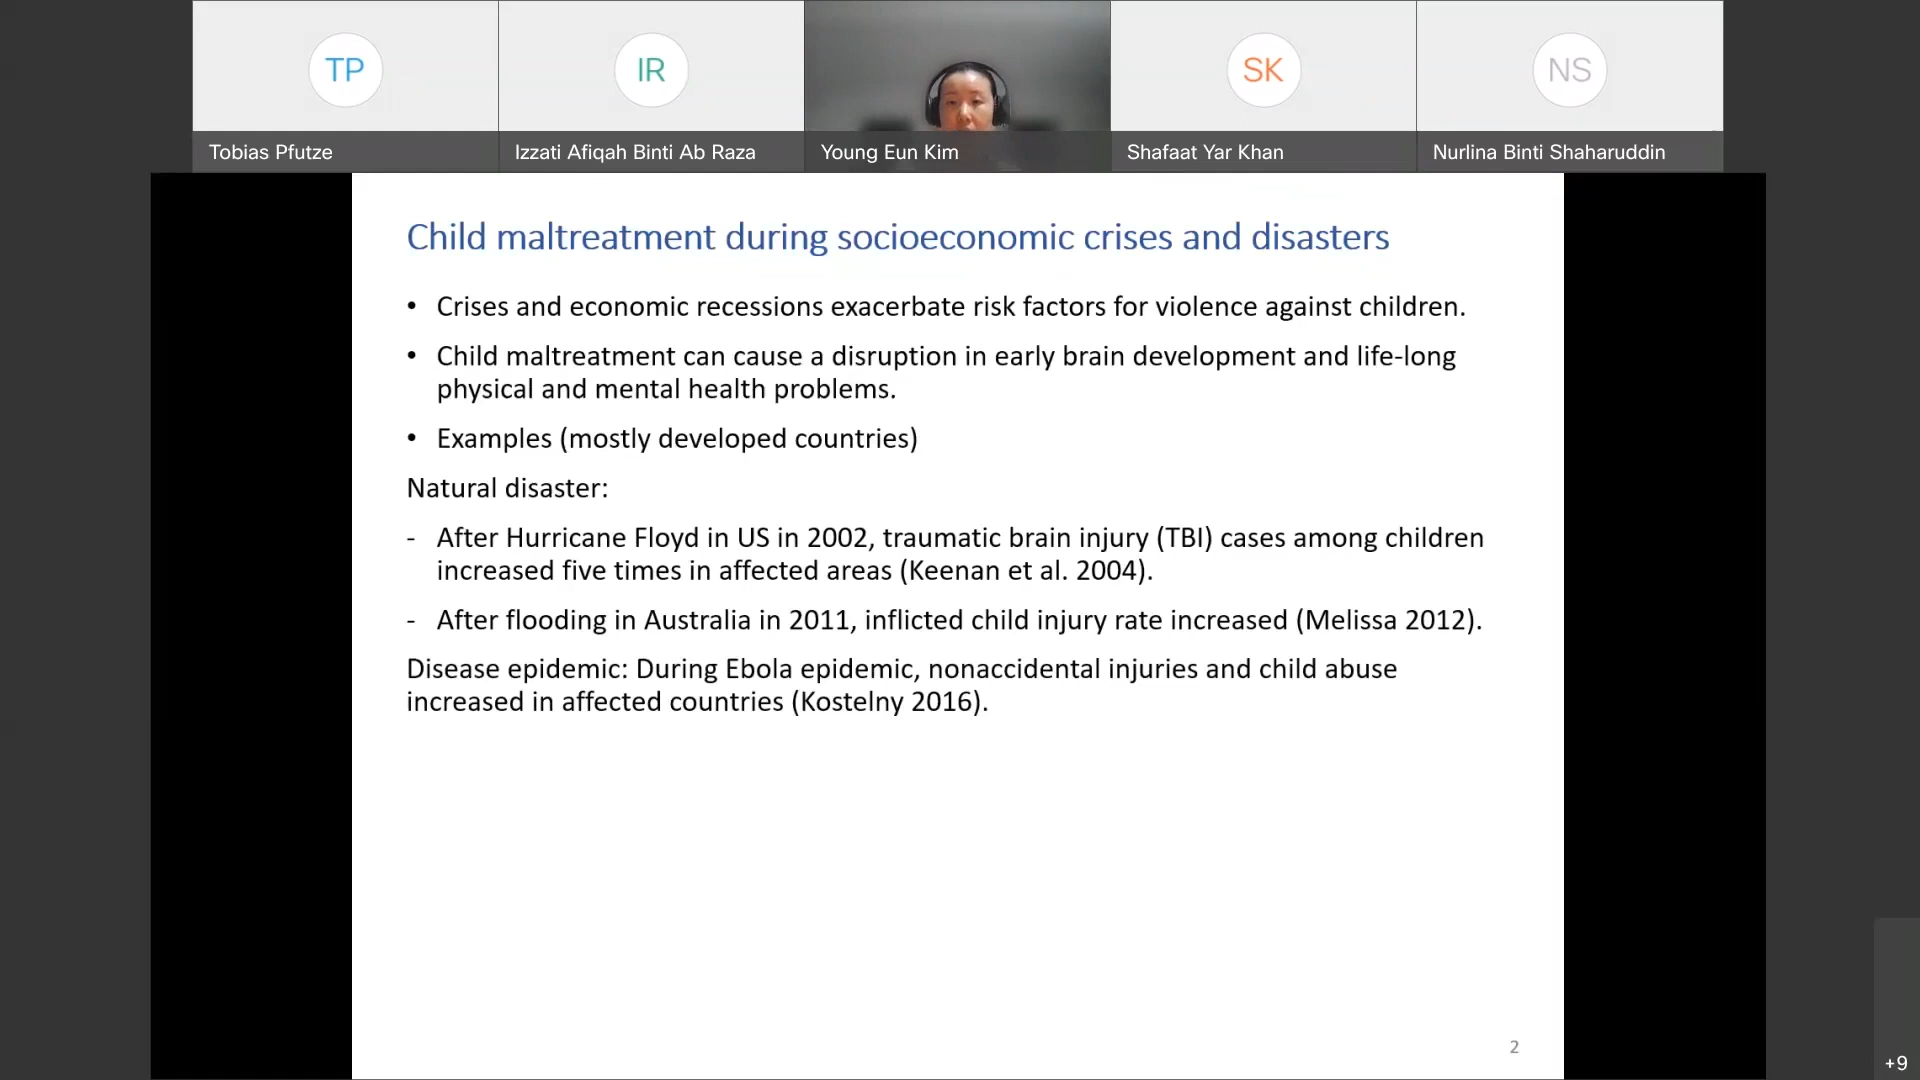 TP
IR
SK
NS
Tobias Pfutze
Izzati Afiqah Binti Ab Raza
Young Eun Kim
Shafaat Yar Khan
Nurlina Binti Shaharuddin
Child maltreatment during socioeconomic crises and disasters
• Crises and economic recessions exacerbate risk factors for violence against children.
• Child maltreatment can cause a disruption in early brain development and life-long
physical and mental health problems.
• Examples (mostly developed countries)
Natural disaster:
- After Hurricane Floyd in US in 2002, traumatic brain injury (TBI) cases among children
increased five times in affected areas (Keenan et al. 2004).
- After flooding in Australia in 2011, inflicted child injury rate increased (Melissa 2012).
Disease epidemic: During Ebola epidemic, nonaccidental injuries and child abuse
increased in affected countries (Kostelny 2016).
2
+9